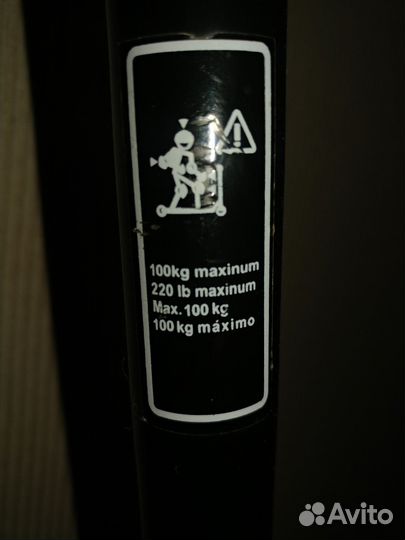 100kg maxinum
220 lb maxinum
Max.100 kg
100 kg máximo
Avito